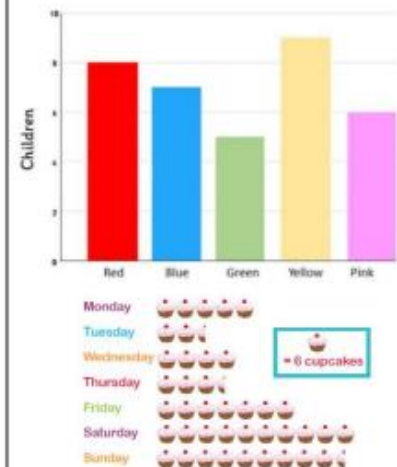 10
8
6
4
2
0
Children
Red Blue Green Yellow Pink
Monday
Tuesday
Wednesday
Thursday
Friday
Saturday
Sunday
= 6 cupcakes